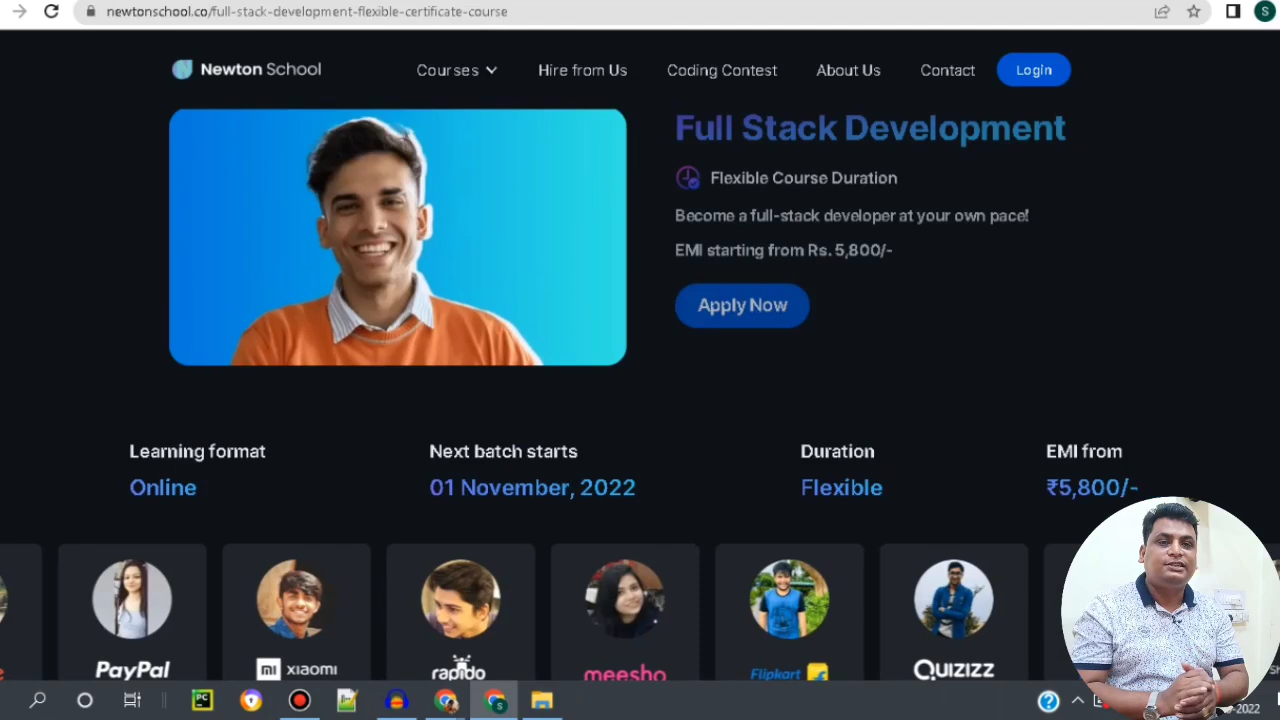 newtonschool.co/full-stack-development-flexible-certificate-course
S
Newton School
Courses
Hire from Us
Coding Contest
About Us
Contact
Login
Full Stack Development
Flexible Course Duration
Become a full-stack developer at your own pace!
EMI starting from Rs. 5,800/-
Apply Now
Learning format
Next batch starts
Duration
EMI from
Online
01 November, 2022
Flexible
₹5,800/-
PayPal
mi xiaomi
rapido
meesho
Flipkart
Quizizz
PC
S
?
-2022